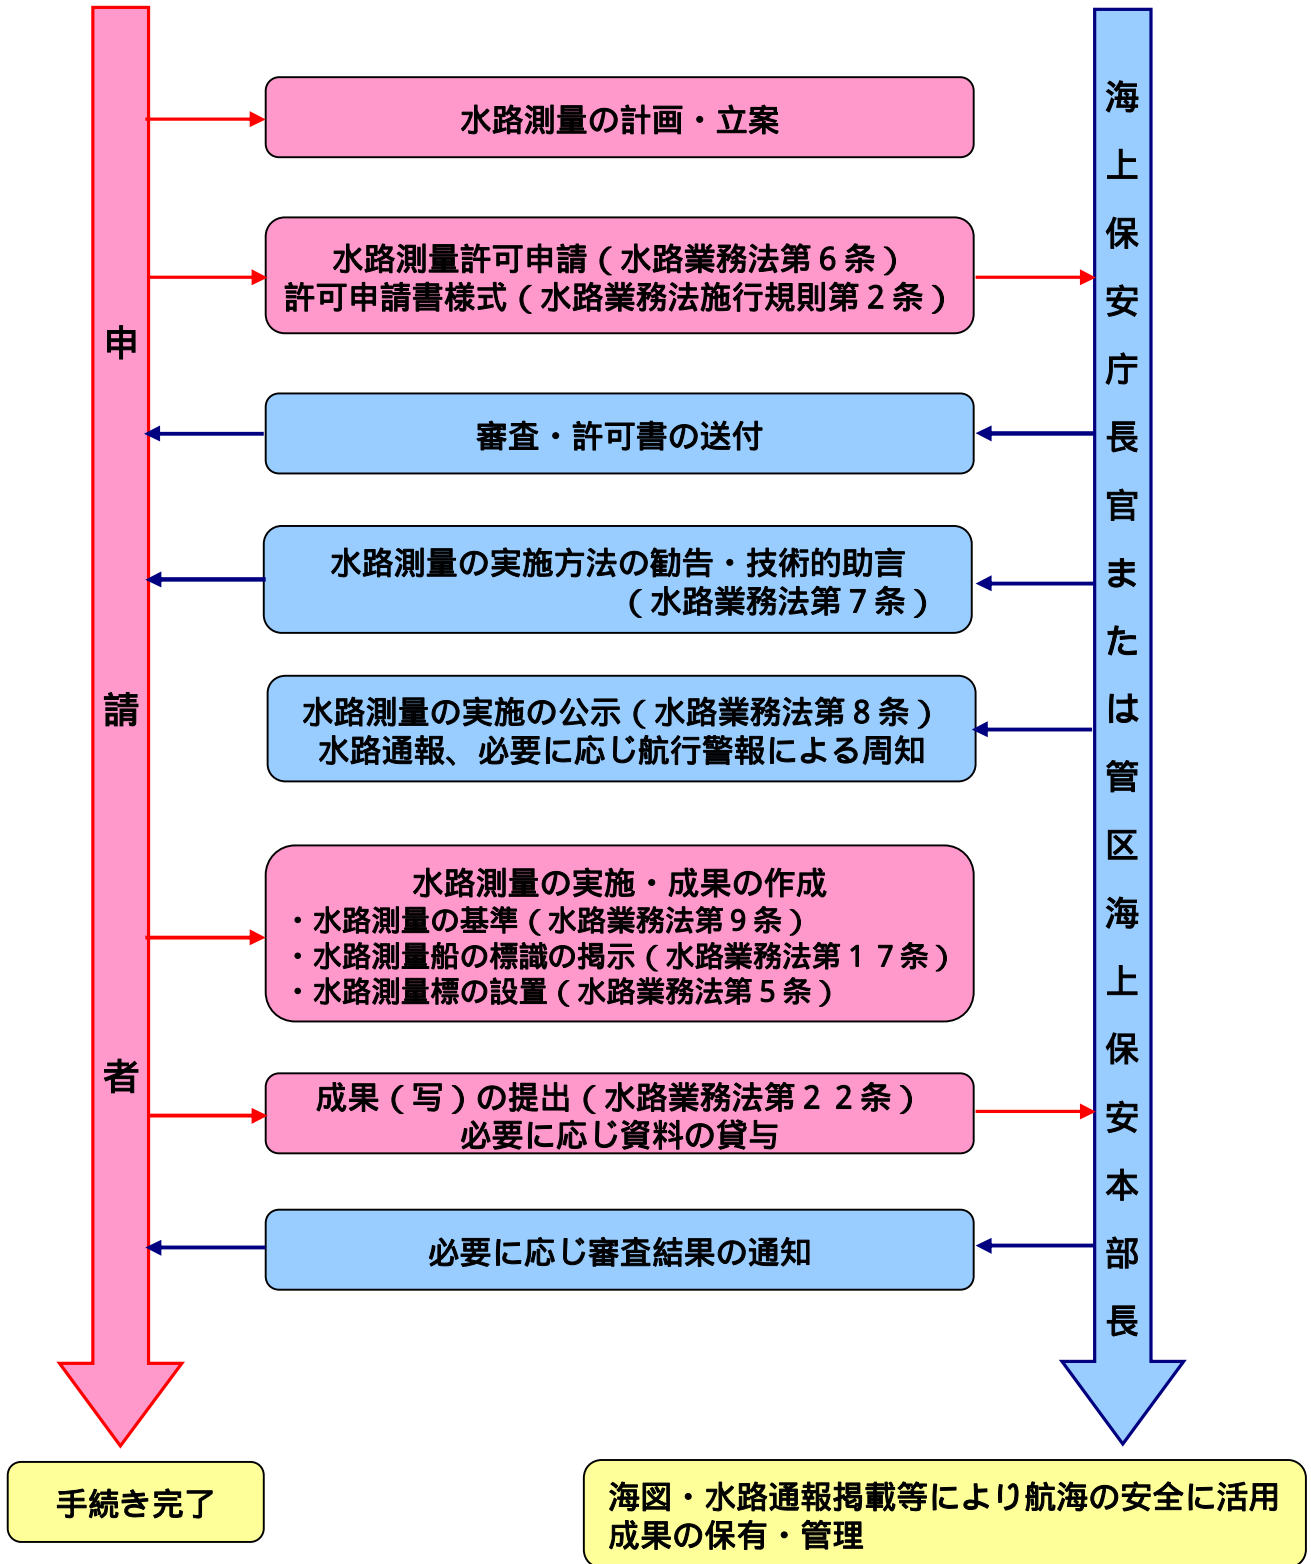 水路測量の計画・立案
水路測量許可申請（水路業務法第６条）
許可申請書様式（水路業務法施行規則第２条）
審査・許可書の送付
水路測量の実施方法の勧告・技術的助言
（水路業務法第７条）
水路測量の実施の公示（水路業務法第８条）
水路通報、必要に応じ航行警報による周知
水路測量の実施・成果の作成
・水路測量の基準（水路業務法第９条）
・水路測量船の標識の掲示（水路業務法第１７条）
・水路測量標の設置（水路業務法第５条）
成果（写）の提出（水路業務法第２２条）
必要に応じ資料の貸与
必要に応じ審査結果の通知
申請者
海上保安庁長官または管区海上保安本部長
手続き完了
海図・水路通報掲載等により航海の安全に活用
成果の保有・管理